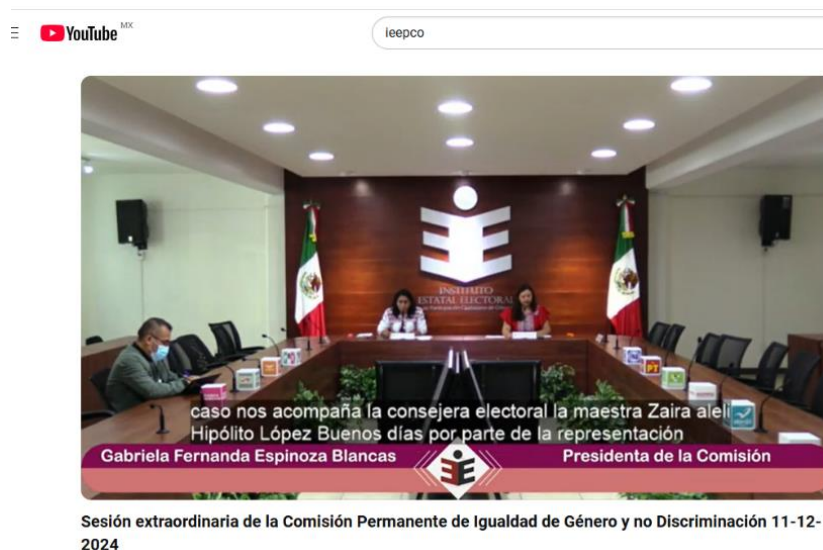 YouTube MX
ieepco
INSTITUTO
ESTATAL ELECTORAL
PT
caso nos acompaña la consejera electoral la maestra Zaira aleli
Hipólito López Buenos días por parte de la representación
Gabriela Fernanda Espinoza Blancas
Presidenta de la Comisión
Sesión extraordinaria de la Comisión Permanente de Igualdad de Género y no Discriminación 11-12-
2024